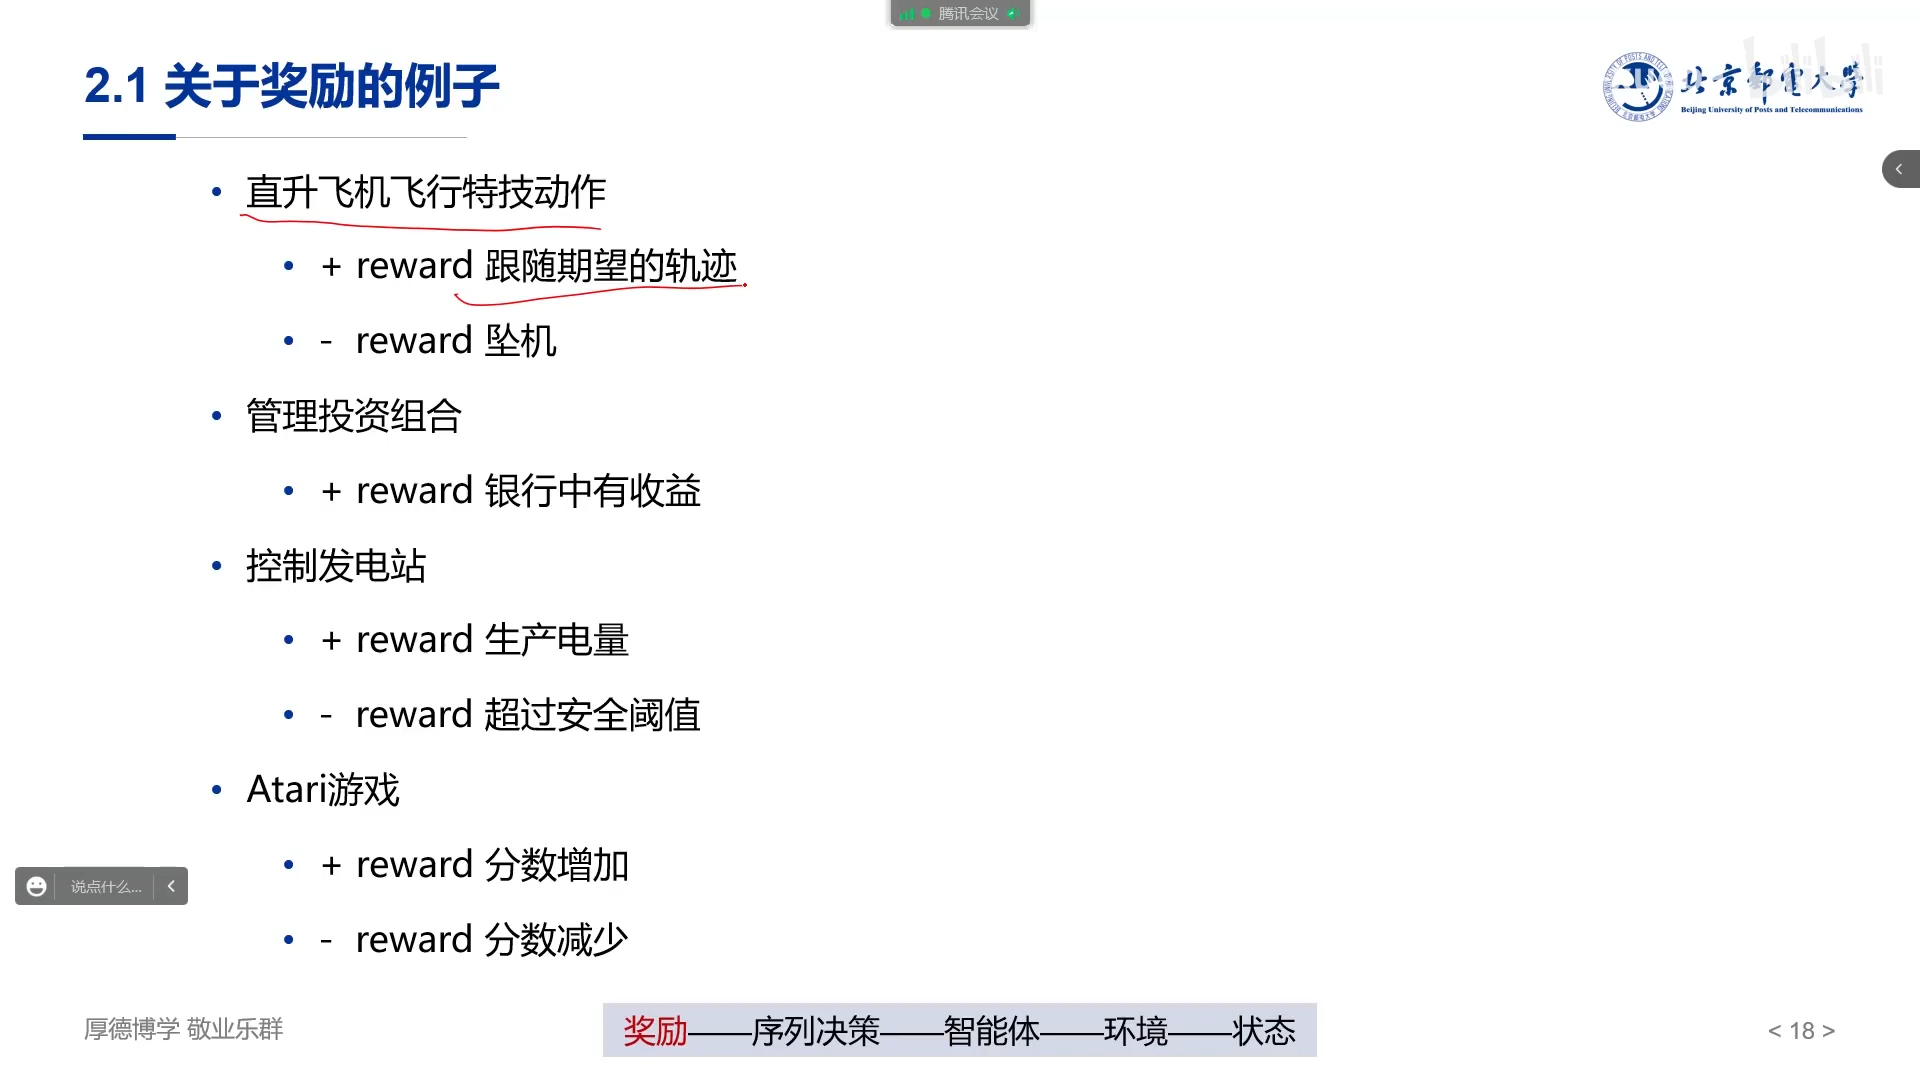 腾讯会议
2.1 关于奖励的例子
北京邮电大学
Beijing University of Posts and Telecommunications
• 直升飞机飞行特技动作
• + reward 跟随期望的轨迹
• - reward 坠机
• 管理投资组合
• + reward 银行中有收益
• 控制发电站
• + reward 生产电量
• - reward 超过安全阈值
• Atari游戏
• + reward 分数增加
说点什么...
• - reward 分数减少
厚德博学 敬业乐群
奖励——序列决策——智能体——环境——状态
< 18 >